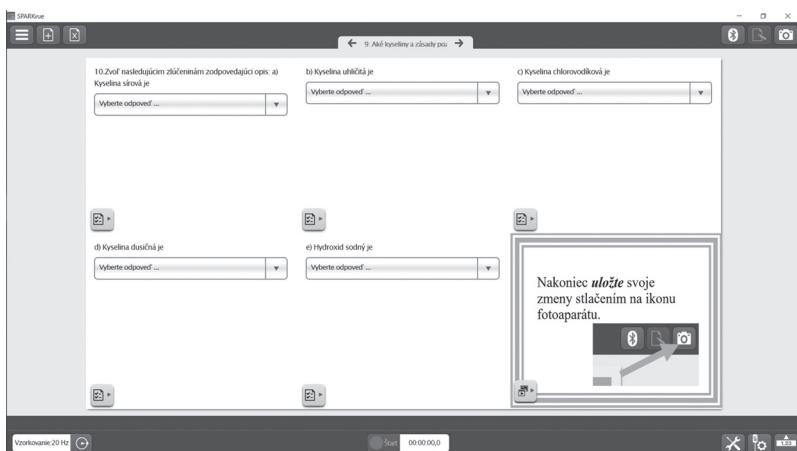 SPARKvue
9: Aké kyseliny a zásady poz
10.Zvoľ nasledujúcim zlúčeninám zodpovedajúci opis: a)
Kyselina sírová je
Vyberte odpoveď ...
b) Kyselina uhličitá je
Vyberte odpoveď ...
c) Kyselina chlorovodíková je
Vyberte odpoveď ...
d) Kyselina dusičná je
Vyberte odpoveď ...
e) Hydroxid sodný je
Vyberte odpoveď ...
Nakoniec uložte svoje
zmeny stlačením na ikonu
fotoaparátu.
Vzorkovanie:20 Hz
Štart
00:00:00,0
1.23